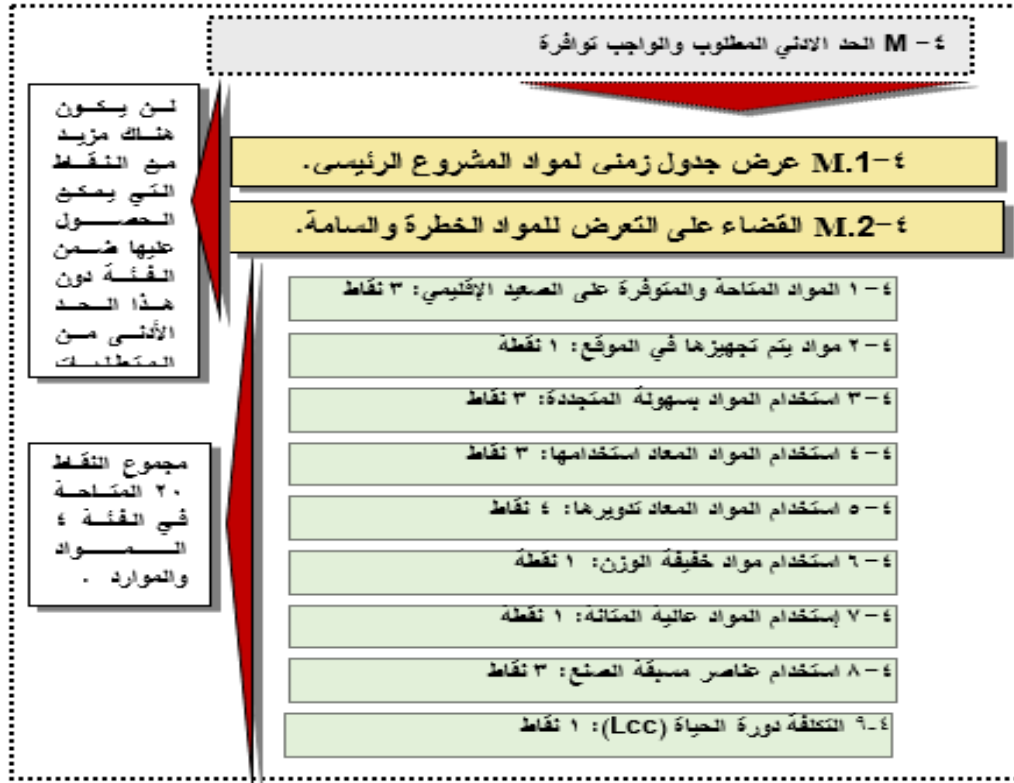 ٤ – M الحد الادني المطلوب والواجب توافرة
لن يكون
هناك مزيد
من النقاط
التي يمكن
الحصول
عليها ضمن
الفئة دون
هذا الحد
الأدنى من
المتطلبات
٤–M.1 عرض جدول زمنى لمواد المشروع الرئيسى.
٤–M.2 القضاء على التعرض للمواد الخطرة والسامة.
٤–١ المواد المتاحة والمتوفرة على الصعيد الإقليمي: ٣ نقاط
٤–٢ مواد يتم تجهيزها في الموقع: ١ نقطة
٤–٣ استخدام المواد بسهولة المتجددة: ٣ نقاط
٤–٤ استخدام المواد المعاد استخدامها: ٣ نقاط
٤–٥ استخدام المواد المعاد تدويرها: ٤ نقاط
٤–٦ استخدام مواد خفيفة الوزن: ١ نقطة
٤–٧ إستخدام المواد عالية المتانة: ١ نقطة
٤–٨ استخدام عناصر مسبقة الصنع: ٣ نقاط
٤-٩ التكلفة دورة الحياة (Lcc): ١ نقاط
مجموع النقاط
٢٠ المتاحة
في الفئة ٤
المواد
والموارد .